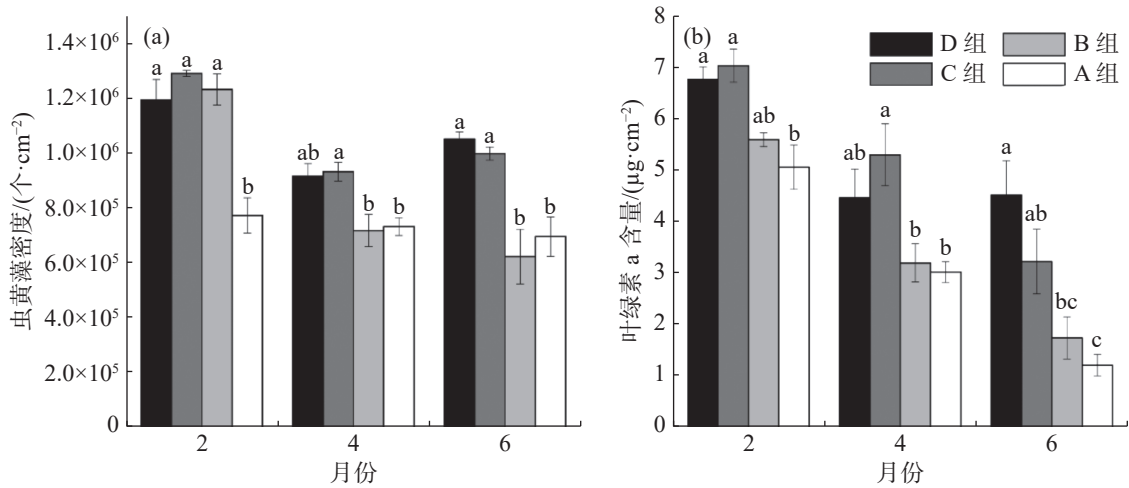 (a)
虫黄藻密度/(个·cm⁻²)
1.4×10⁶
1.2×10⁶
1.0×10⁶
8.0×10⁵
6.0×10⁵
4.0×10⁵
2.0×10⁵
0
a a a b
ab a b b
a a b b
2 4 6
月份
(b)
叶绿素 a 含量/(μg·cm⁻²)
8
7
6
5
4
3
2
1
0
D 组 B 组
C 组 A 组
a a ab b
ab a b b
a ab bc c
2 4 6
月份